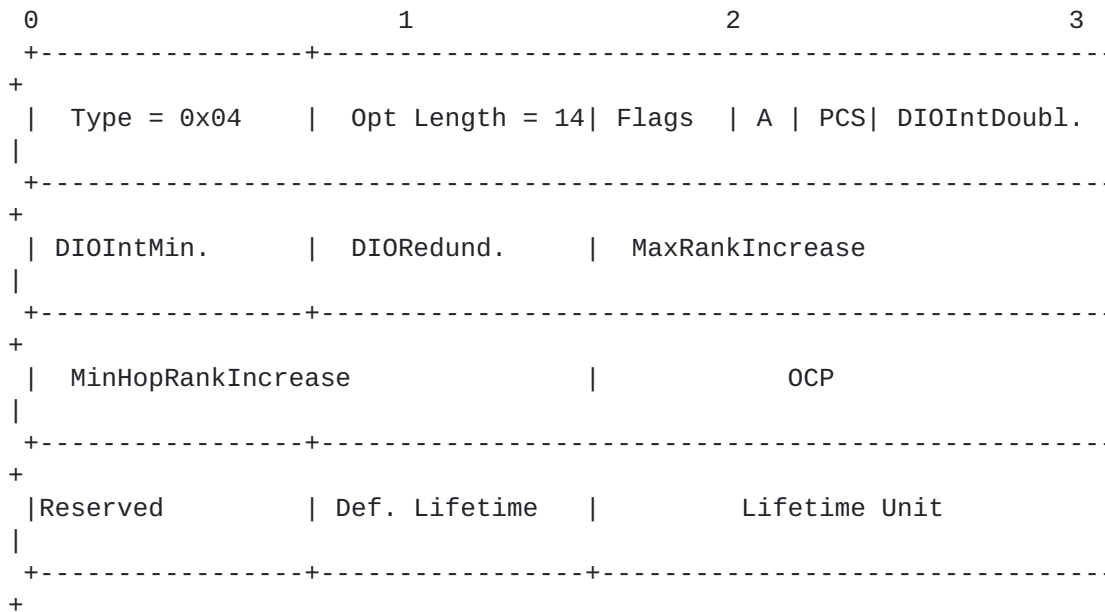 0                      1                   2                     3
+-----------------+--------------------------------------------------
+
|  Type = 0x04    |  Opt Length = 14| Flags  | A | PCS| DIOIntDoubl.
|
+--------------------------------------------------------------------
+
| DIOIntMin.      |  DIORedund.     |  MaxRankIncrease
|
+-----------------+--------------------------------------------------
+
|  MinHopRankIncrease               |            OCP
|
+-----------------+--------------------------------------------------
+
|Reserved         | Def. Lifetime   |         Lifetime Unit
|
+-----------------+-----------------+--------------------------------
+